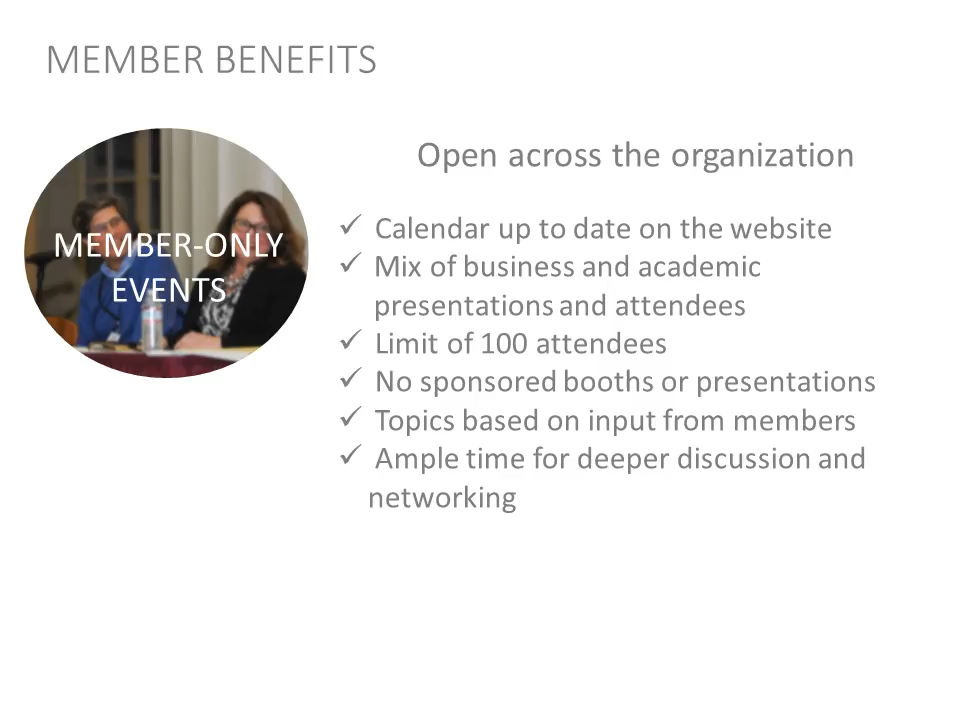 MEMBER BENEFITS
MEMBER-ONLY
EVENTS
Open across the organization
✓ Calendar up to date on the website
✓ Mix of business and academic
presentations and attendees
✓ Limit of 100 attendees
✓ No sponsored booths or presentations
✓ Topics based on input from members
✓ Ample time for deeper discussion and
networking